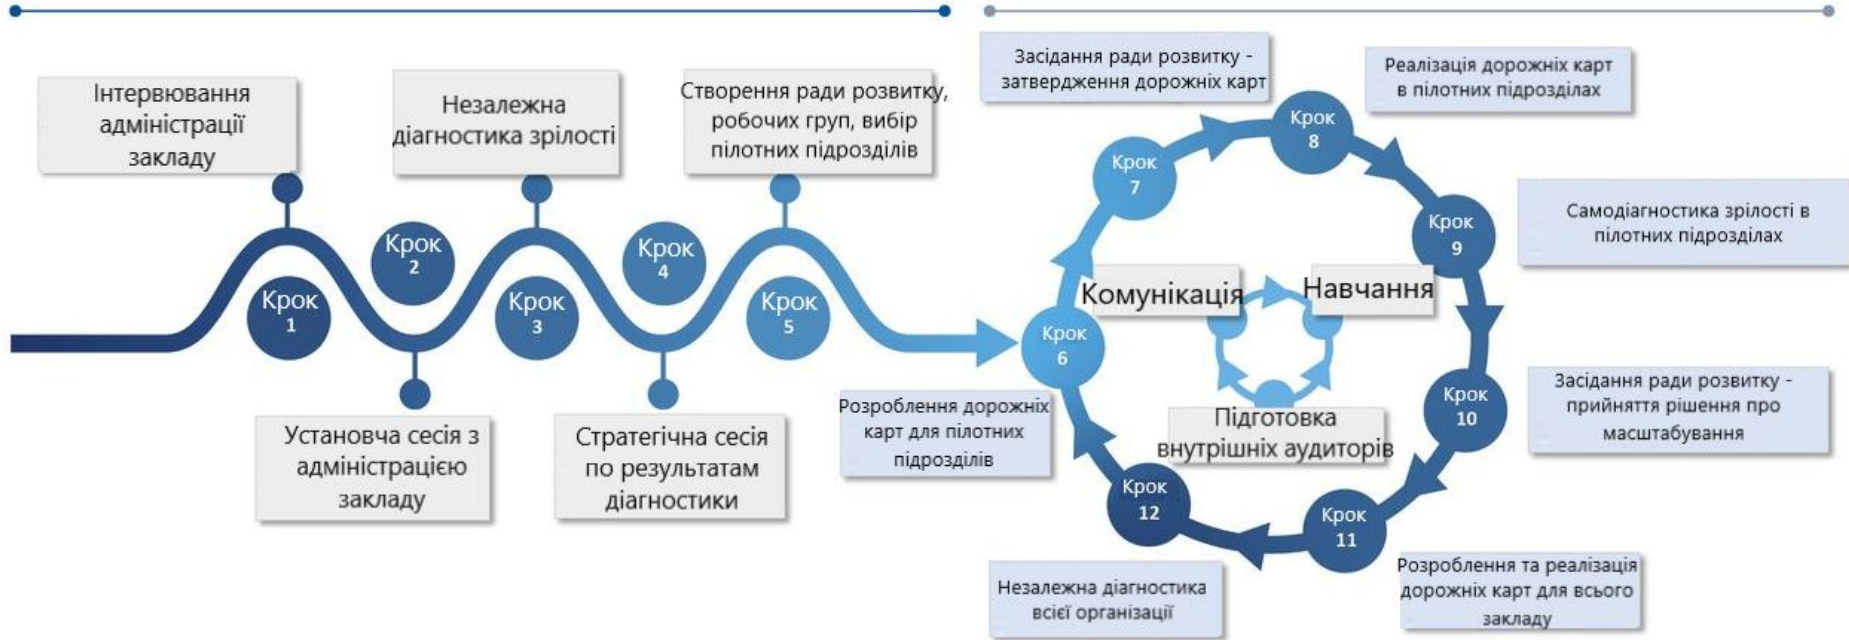 Інтервювання
адміністрації
закладу
Крок
1
Крок
2
Установча сесія з
адміністрацією
закладу
Незалежна
діагностика зрілості
Крок
3
Крок
4
Стратегічна сесія
по результатам
діагностики
Створення ради розвитку,
робочих груп, вибір
пілотних підрозділів
Крок
5
Крок
6
Розроблення дорожніх
карт для пілотних
підрозділів
Засідання ради розвитку -
затвердження дорожніх карт
Крок
7
Крок
8
Реалізація дорожніх карт
в пілотних підрозділах
Крок
9
Самодіагностика зрілості в
пілотних підрозділах
Крок
10
Засідання ради розвитку -
прийняття рішення про
масштабування
Крок
11
Розроблення та реалізація
дорожніх карт для всього
закладу
Крок
12
Незалежна діагностика
всієї організації
Комунікація
Навчання
Підготовка
внутрішніх аудиторів